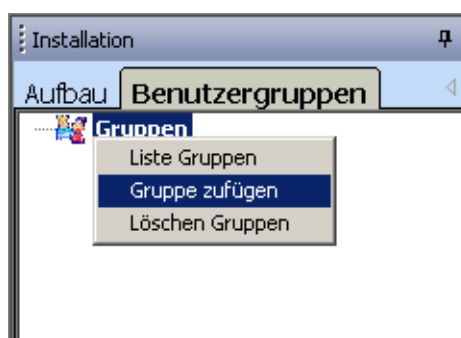 Installation
Aufbau Benutzergruppen
Gruppen
Liste Gruppen
Gruppe zufügen
Löschen Gruppen